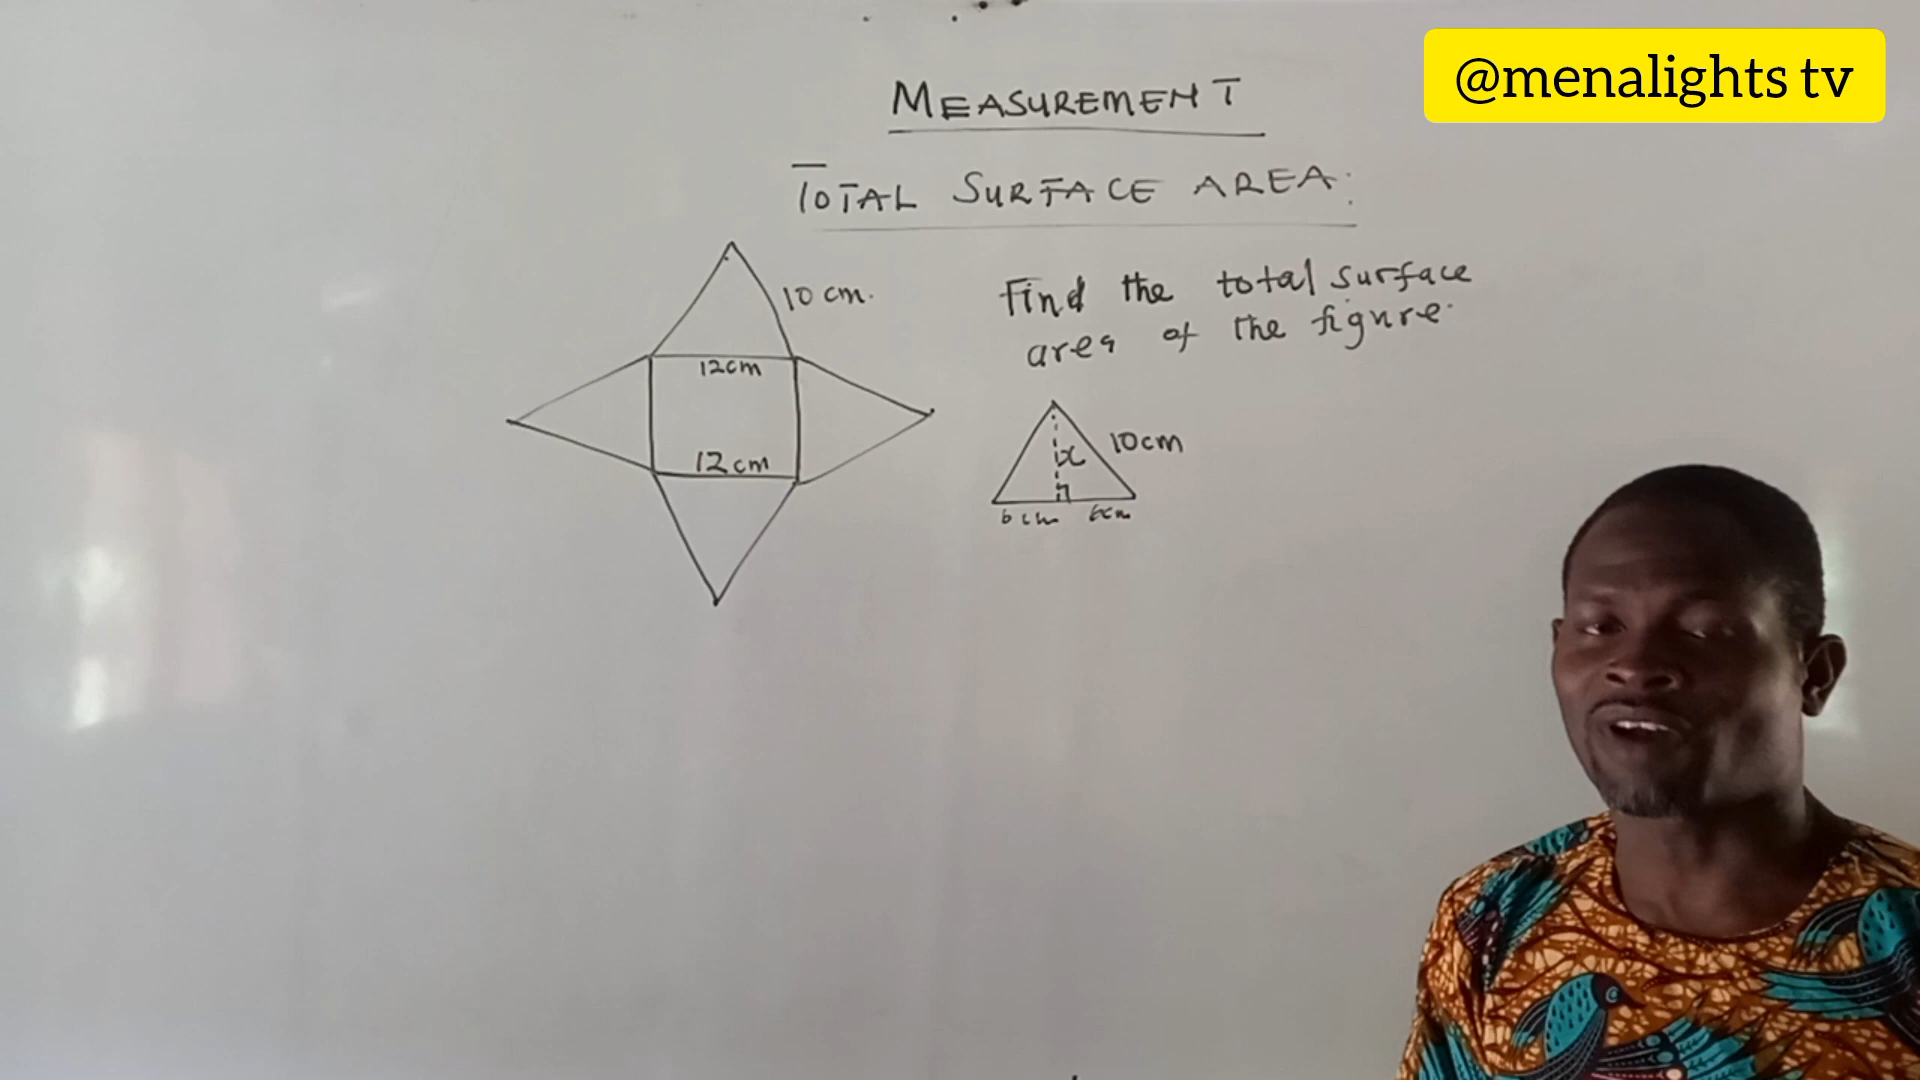 @menalights tv
MEASUREMENT
TOTAL SURFACE AREA:
10 cm.
12cm
12cm
Find the total surface
area of the figure.
x
10cm
6cm 6cm